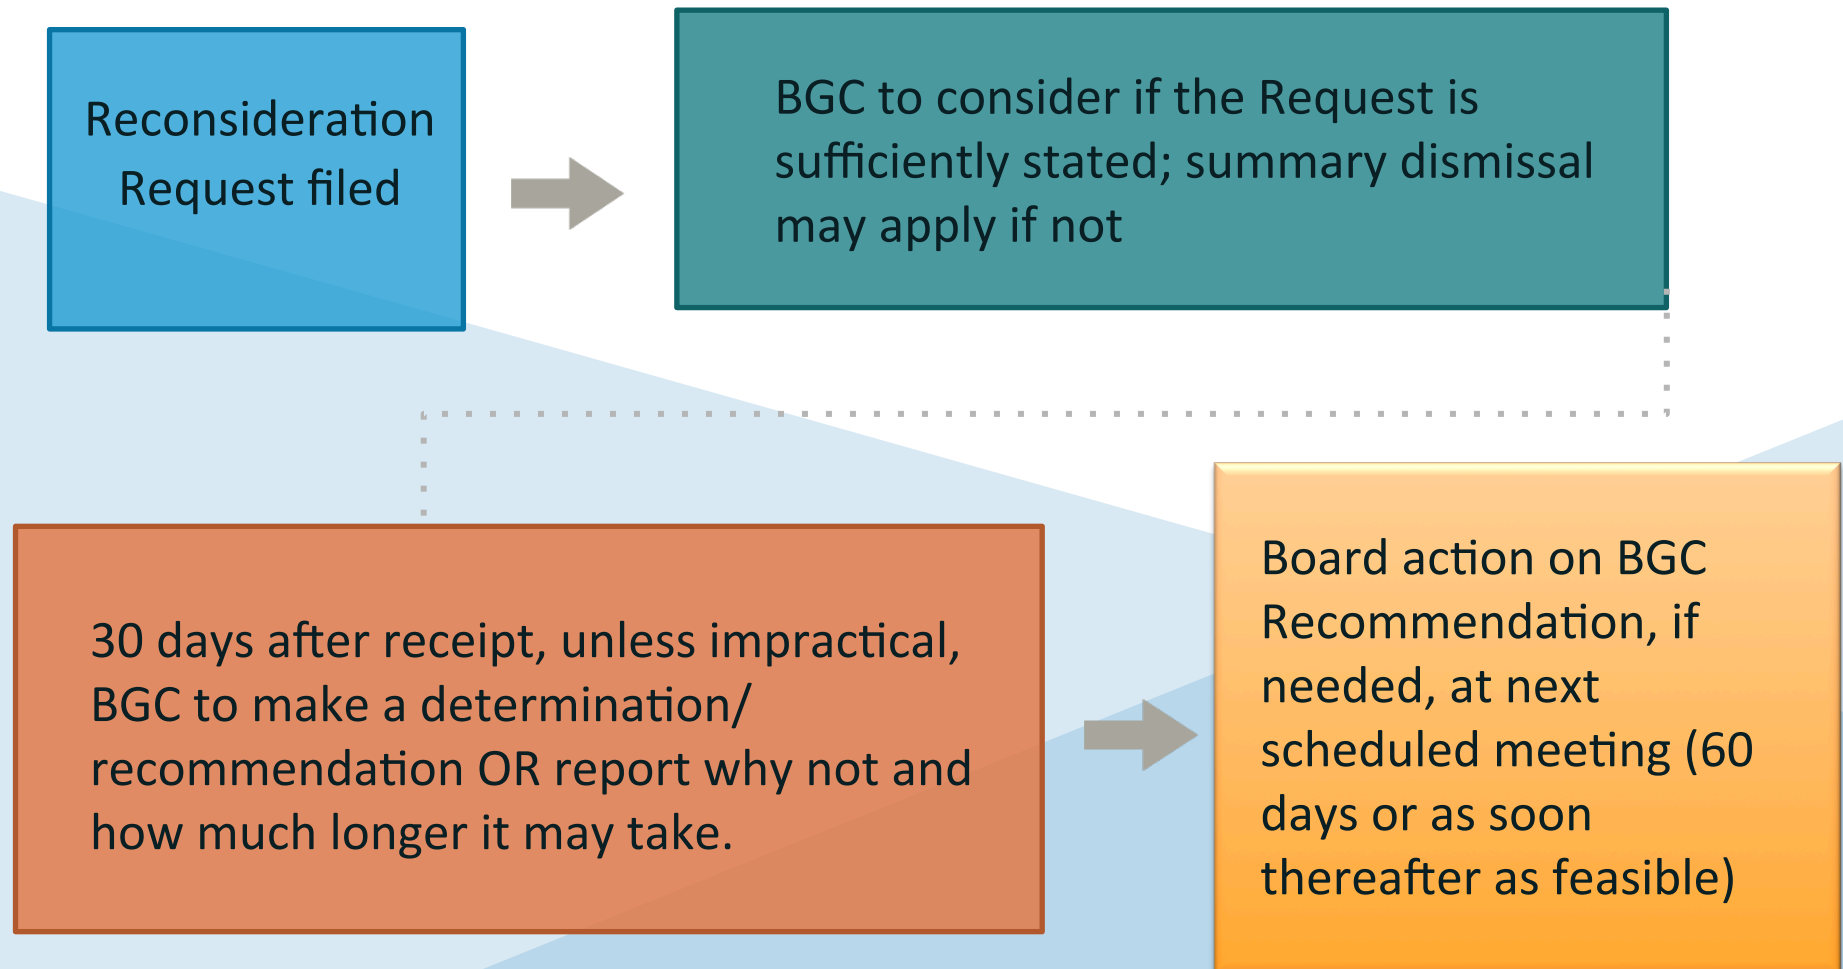 Reconsideration
Request filed
BGC to consider if the Request is
sufficiently stated; summary dismissal
may apply if not
30 days after receipt, unless impractical,
BGC to make a determination/
recommendation OR report why not and
how much longer it may take.
Board action on BGC
Recommendation, if
needed, at next
scheduled meeting (60
days or as soon
thereafter as feasible)